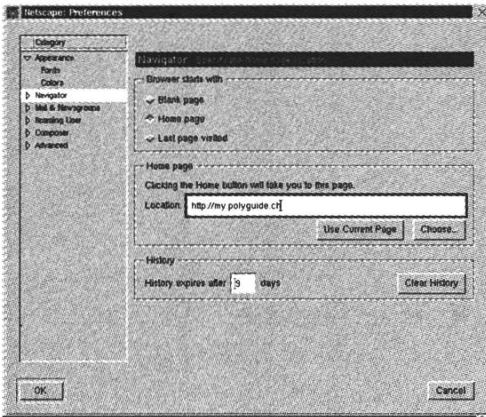 Netscape: Preferences
Category
Appearance
Fonts
Colors
Navigator
Mail & Newsgroups
Roaming User
Composer
Advanced
Navigator
Browser starts with
Blank page
Home page
Last page visited
Home page
Clicking the Home button will take you to this page.
Location: http://my.polyguide.ch
Use Current Page Choose...
History
History expires after 9 days Clear History
OK Cancel